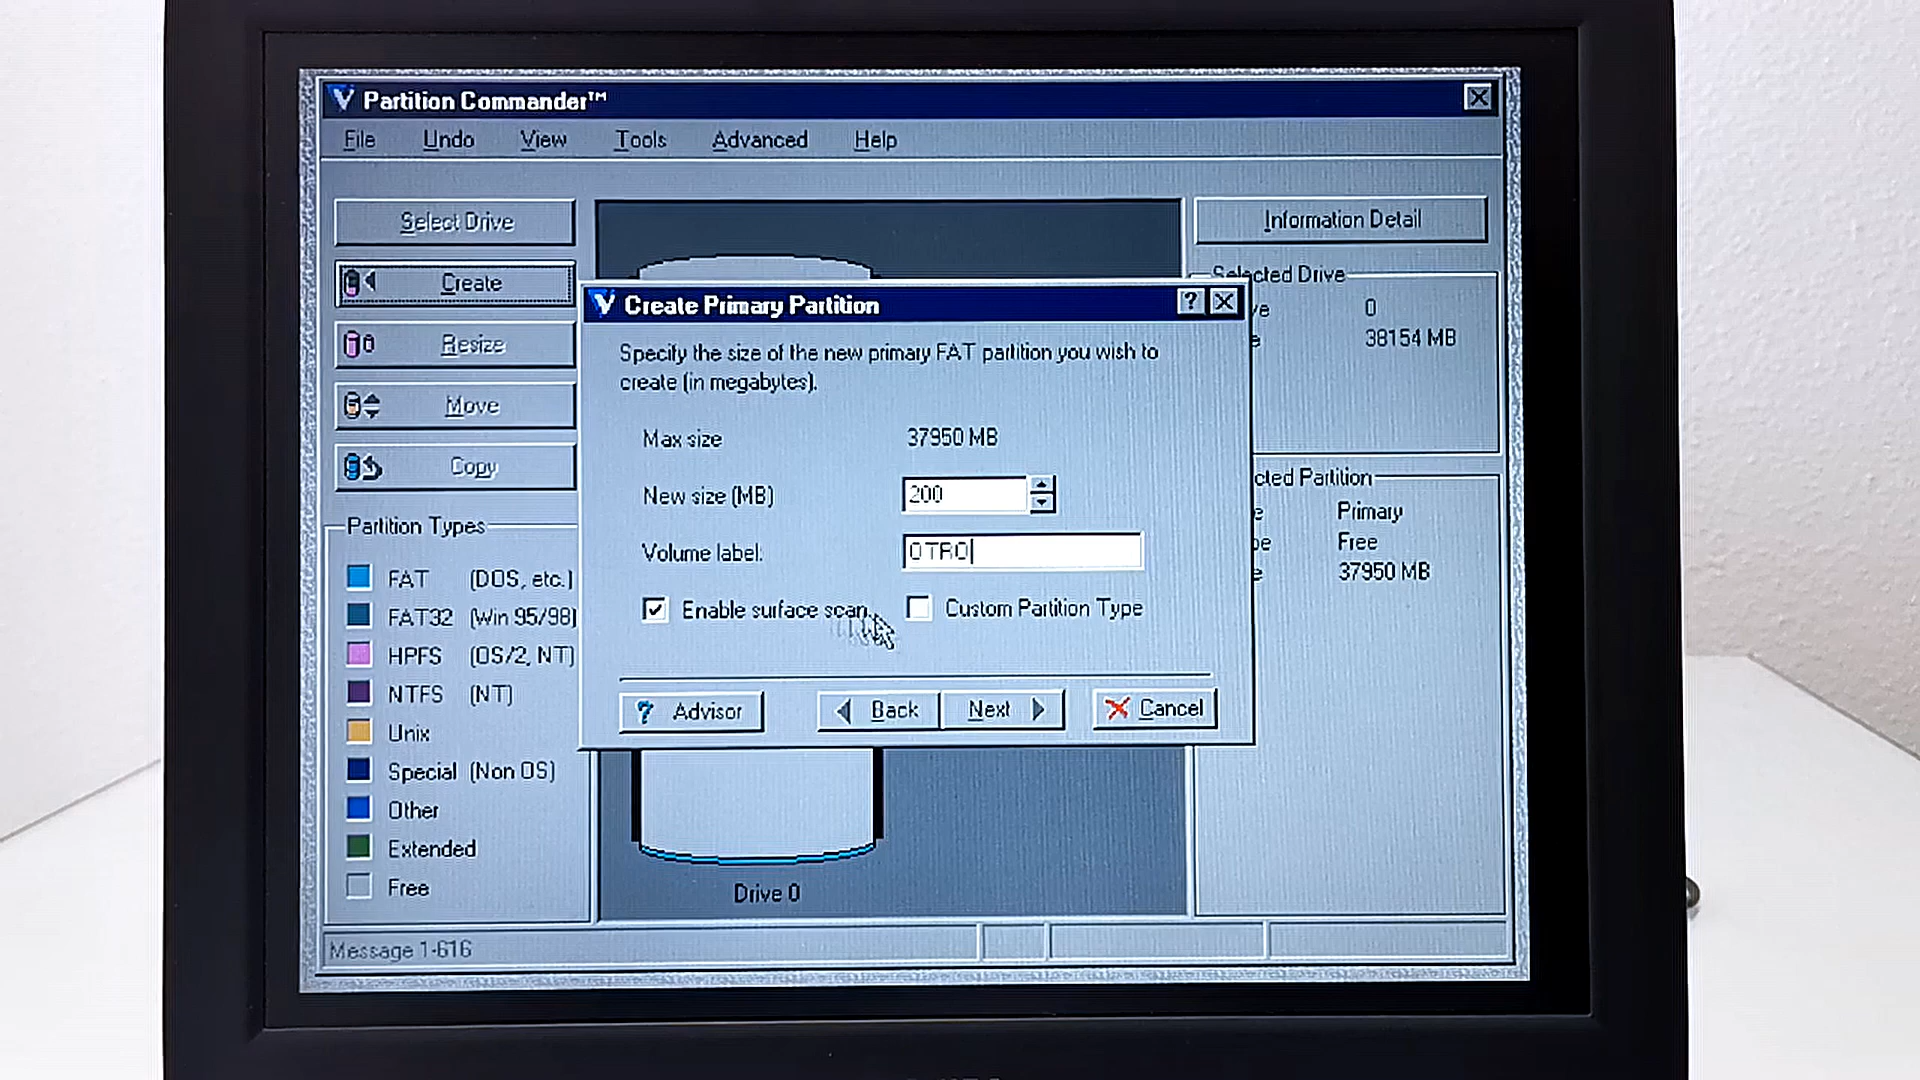 Partition Commander™
File Undo View Tools Advanced Help
Select Drive
Create
Resize
Move
Copy
Partition Types
FAT (DOS, etc.)
FAT32 (Win 95/98)
HPFS (OS/2, NT)
NTFS (NT)
Unix
Special (Non OS)
Other
Extended
Free
Create Primary Partition
Specify the size of the new primary FAT partition you wish to
create (in megabytes).
Max size 37950 MB
New size (MB) 200
Volume label: OTRO
Enable surface scan Custom Partition Type
? Advisor Back Next Cancel
Drive 0
Information Detail
Selected Drive
0
38154 MB
cted Partition
Primary
Free
37950 MB
Message 1-616